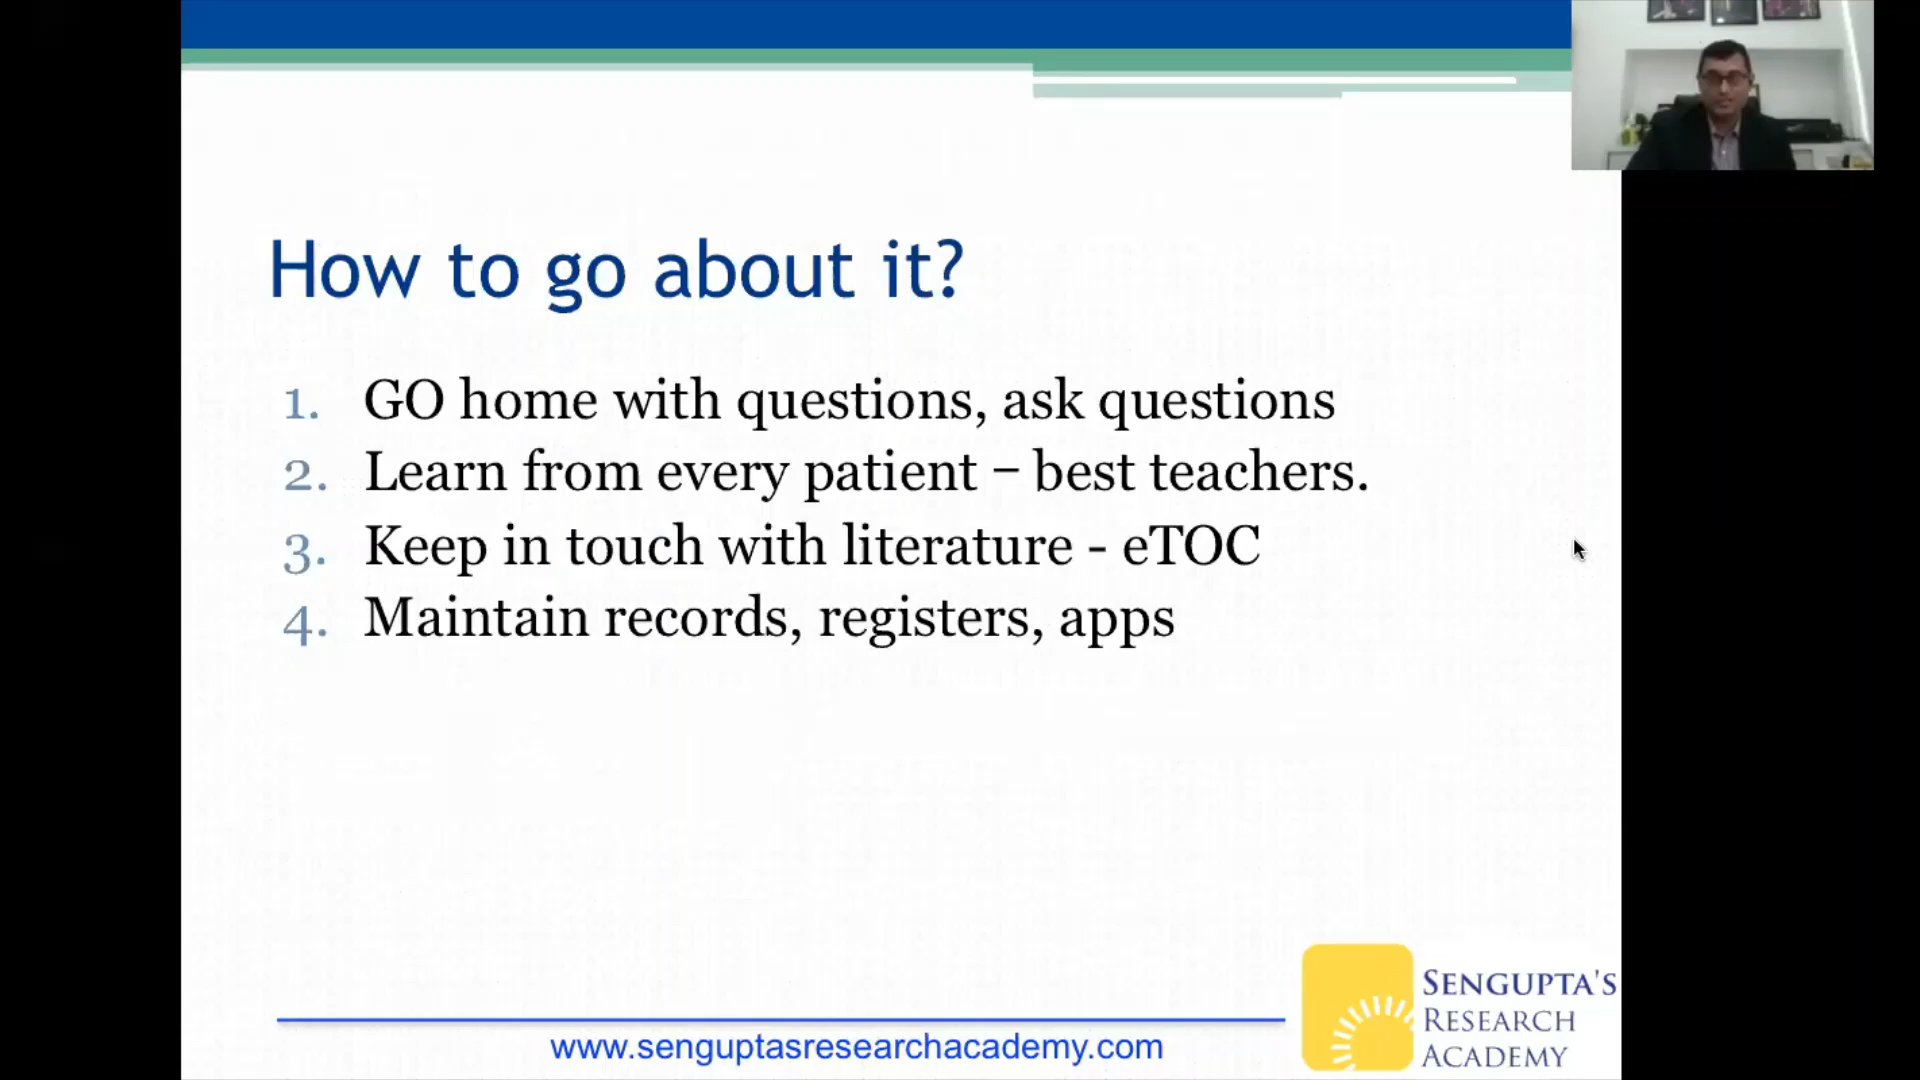 How to go about it?
1. GO home with questions, ask questions
2. Learn from every patient – best teachers.
3. Keep in touch with literature - eTOC
4. Maintain records, registers, apps
www.senguptasresearchacademy.com
SENGUPTA'S
RESEARCH
ACADEMY